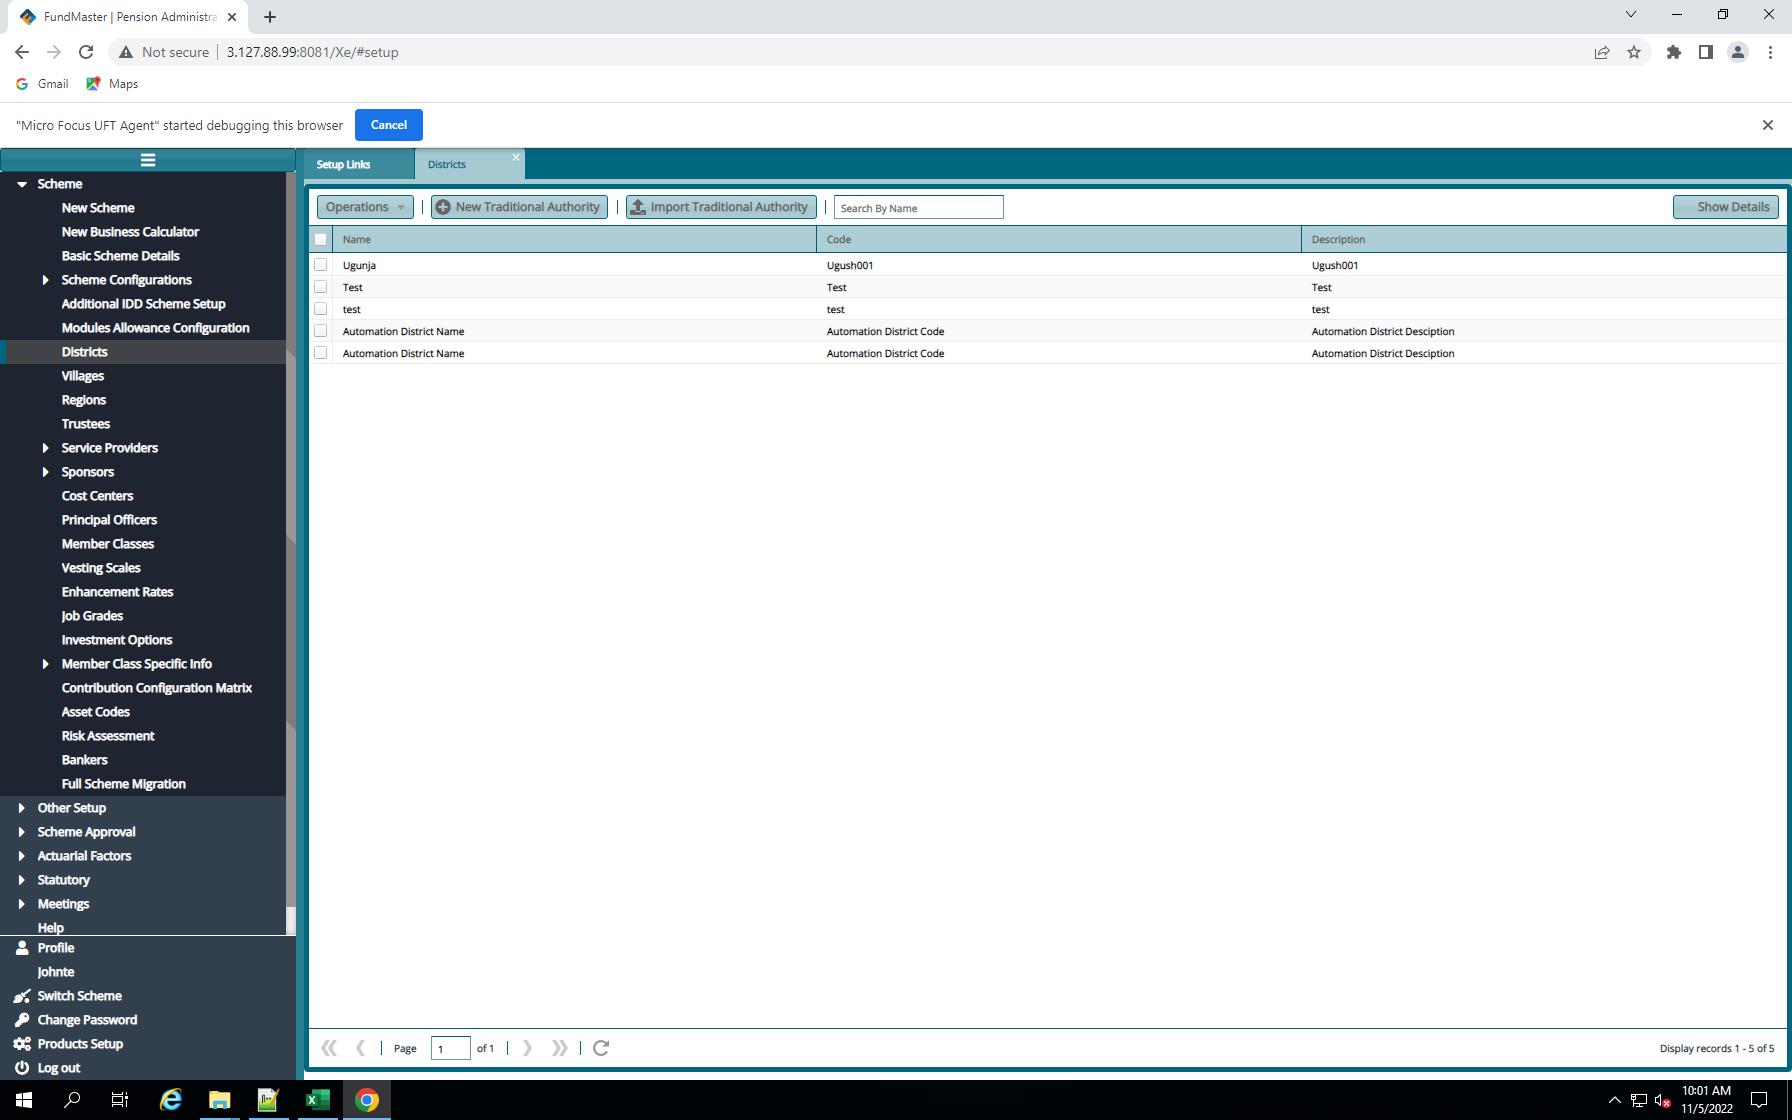 FundMaster | Pension Administra
Not secure
3.127.88.99:8081/Xe/#setup
Gmail
Maps
"Micro Focus UFT Agent" started debugging this browser
Cancel
Scheme
New Scheme
New Business Calculator
Basic Scheme Details
Scheme Configurations
Additional IDD Scheme Setup
Modules Allowance Configuration
Districts
Villages
Regions
Trustees
Service Providers
Sponsors
Cost Centers
Principal Officers
Member Classes
Vesting Scales
Enhancement Rates
Job Grades
Investment Options
Member Class Specific Info
Contribution Configuration Matrix
Asset Codes
Risk Assessment
Bankers
Full Scheme Migration
Other Setup
Scheme Approval
Actuarial Factors
Statutory
Meetings
Help
Profile
Johnte
Switch Scheme
Change Password
Products Setup
Log out
Setup Links
Districts
Operations
New Traditional Authority
Import Traditional Authority
Search By Name
Show Details
Name Code Description
Ugunja Ugush001 Ugush001
Test Test Test
test test test
Automation District Name Automation District Code Automation District Desciption
Automation District Name Automation District Code Automation District Desciption
Page 1 of 1
Display records 1 - 5 of 5
10:01 AM
11/5/2022